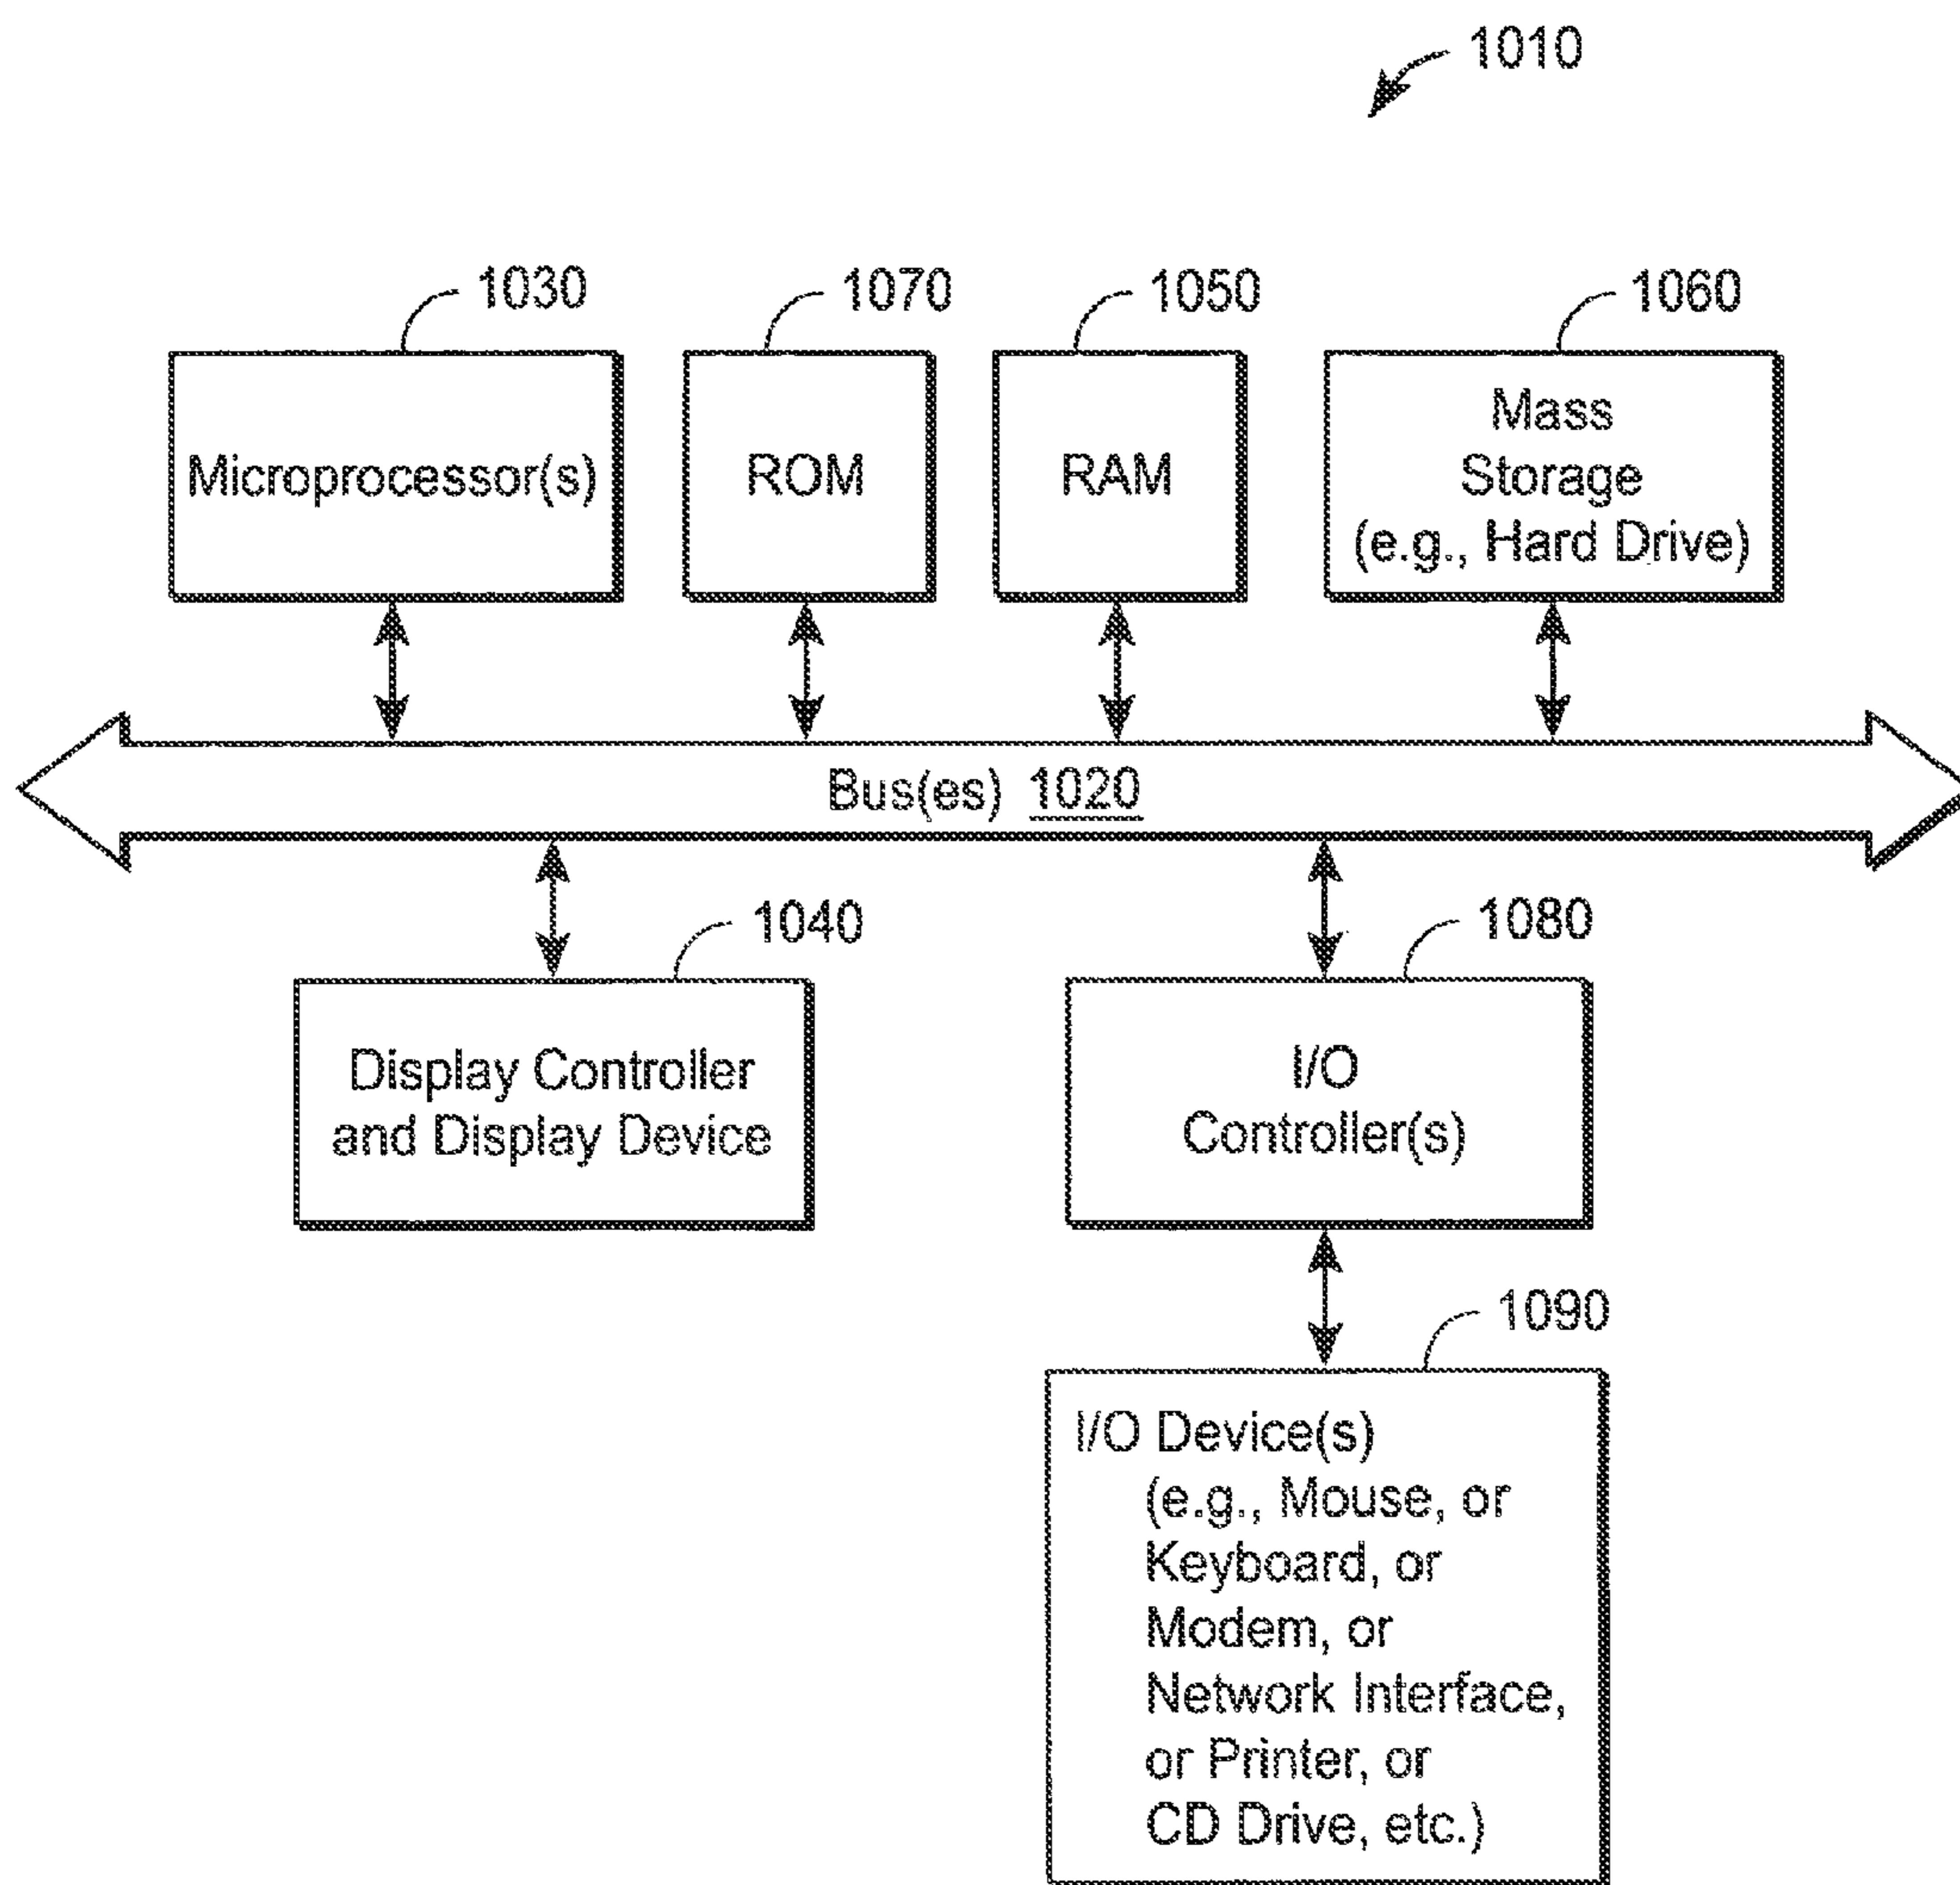 1010
1030
1070
1050
1060
Microprocessor(s)
ROM
RAM
Mass
Storage
(e.g., Hard Drive)
Bus(es) 1020
1040
1080
Display Controller
and Display Device
I/O
Controller(s)
1090
I/O Device(s)
(e.g., Mouse, or
Keyboard, or
Modem, or
Network Interface,
or Printer, or
CD Drive, etc.)